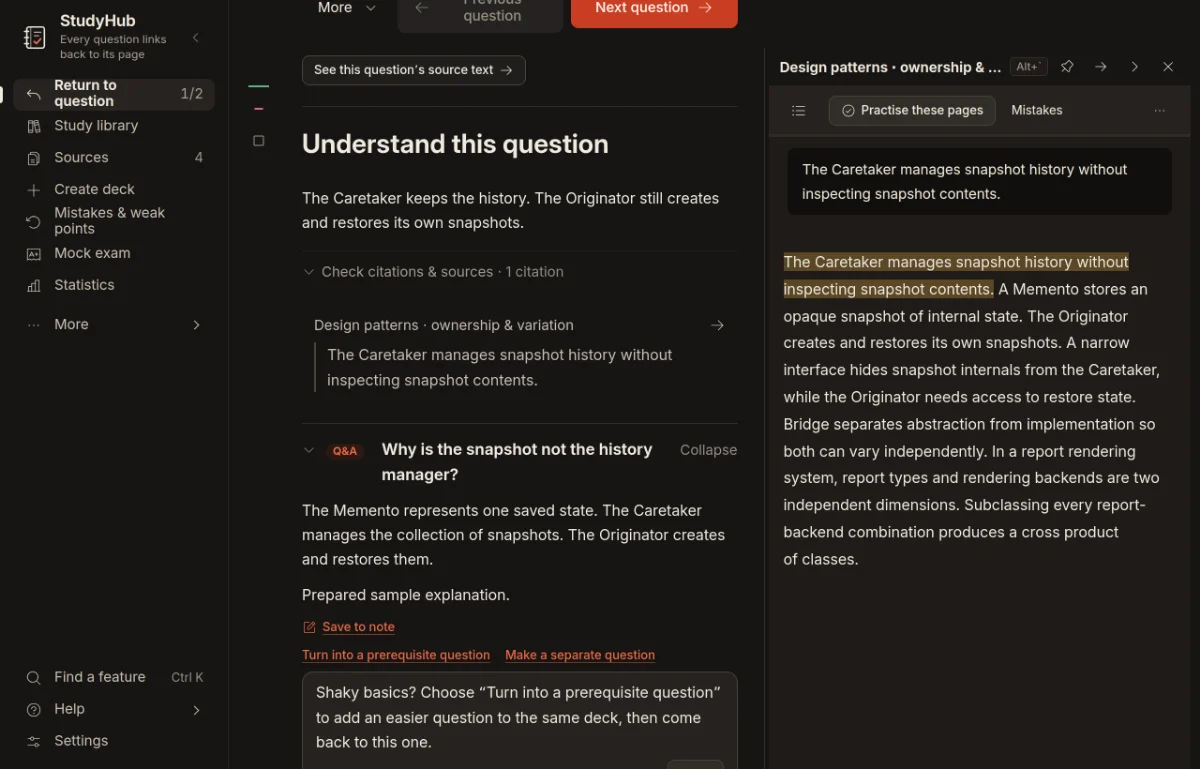 StudyHub
Every question links
back to its page
Return to
question
1/2
Study library
Sources
4
Create deck
Mistakes & weak
points
Mock exam
Statistics
More
Find a feature
Ctrl K
Help
Settings
More
Previous
question
Next question
See this question's source text
Understand this question
The Caretaker keeps the history. The Originator still creates
and restores its own snapshots.
Check citations & sources · 1 citation
Design patterns · ownership & variation
The Caretaker manages snapshot history without
inspecting snapshot contents.
Q&A
Why is the snapshot not the history
manager?
Collapse
The Memento represents one saved state. The Caretaker
manages the collection of snapshots. The Originator creates
and restores them.
Prepared sample explanation.
Save to note
Turn into a prerequisite question
Make a separate question
Shaky basics? Choose “Turn into a prerequisite question”
to add an easier question to the same deck, then come
back to this one.
Design patterns · ownership & ...
Alt+`
Practise these pages
Mistakes
The Caretaker manages snapshot history without
inspecting snapshot contents.
The Caretaker manages snapshot history without
inspecting snapshot contents. A Memento stores an
opaque snapshot of internal state. The Originator
creates and restores its own snapshots. A narrow
interface hides snapshot internals from the Caretaker,
while the Originator needs access to restore state.
Bridge separates abstraction from implementation so
both can vary independently. In a report rendering
system, report types and rendering backends are two
independent dimensions. Subclassing every report-
backend combination produces a cross product
of classes.